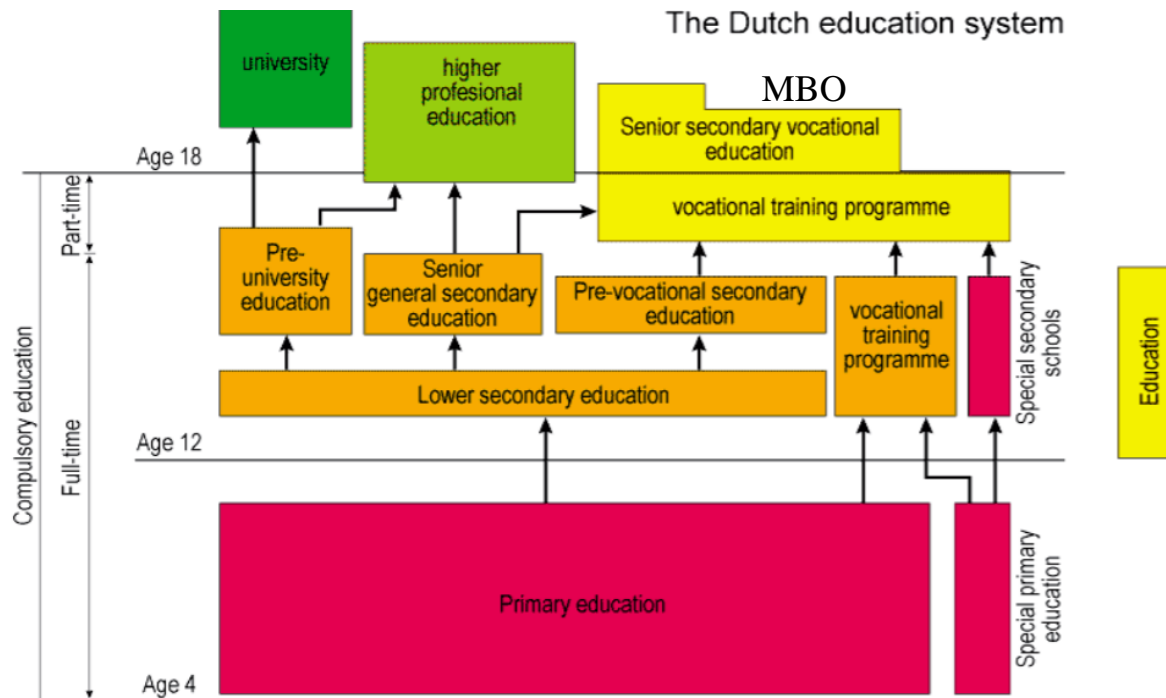 The Dutch education system
university
higher
profesional
education
MBO
Senior secondary vocational
education
Age 18
vocational training programme
Part-time
Pre-
university
education
Senior
general secondary
education
Pre-vocational secondary
education
vocational
training
programme
Special secondary
schools
Education
Lower secondary education
Compulsory education
Full-time
Age 12
Primary education
Special primary
education
Age 4